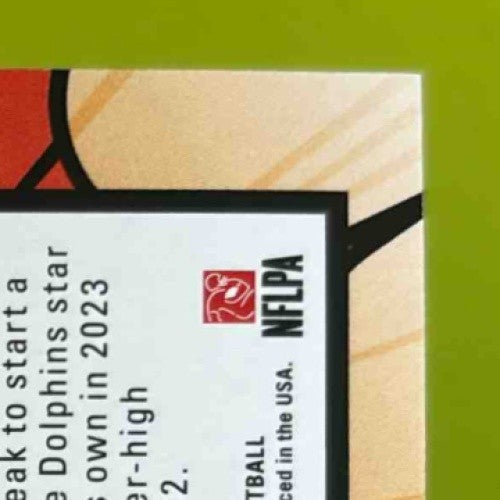 eak to start a
e Dolphins star
s own in 2023
er-high
2.
TBALL
ced in the USA.
NFLPA